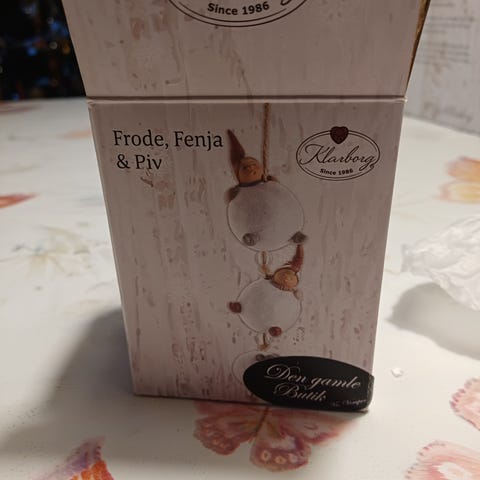 Since 1986
Frode, Fenja
& Piv
Klarborg
Since 1986
Den gamle
Butik